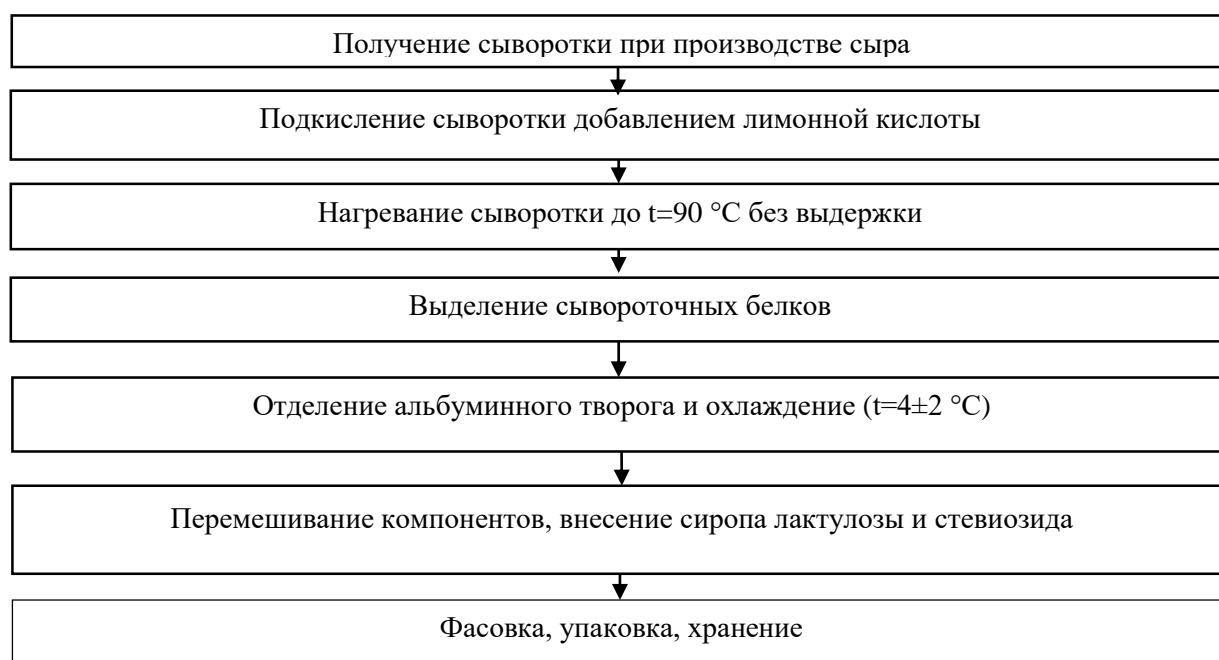 Получение сыворотки при производстве сыра
Подкисление сыворотки добавлением лимонной кислоты
Нагревание сыворотки до t=90 °C без выдержки
Выделение сывороточных белков
Отделение альбуминного творога и охлаждение (t=4±2 °C)
Перемешивание компонентов, внесение сиропа лактулозы и стевиозида
Фасовка, упаковка, хранение